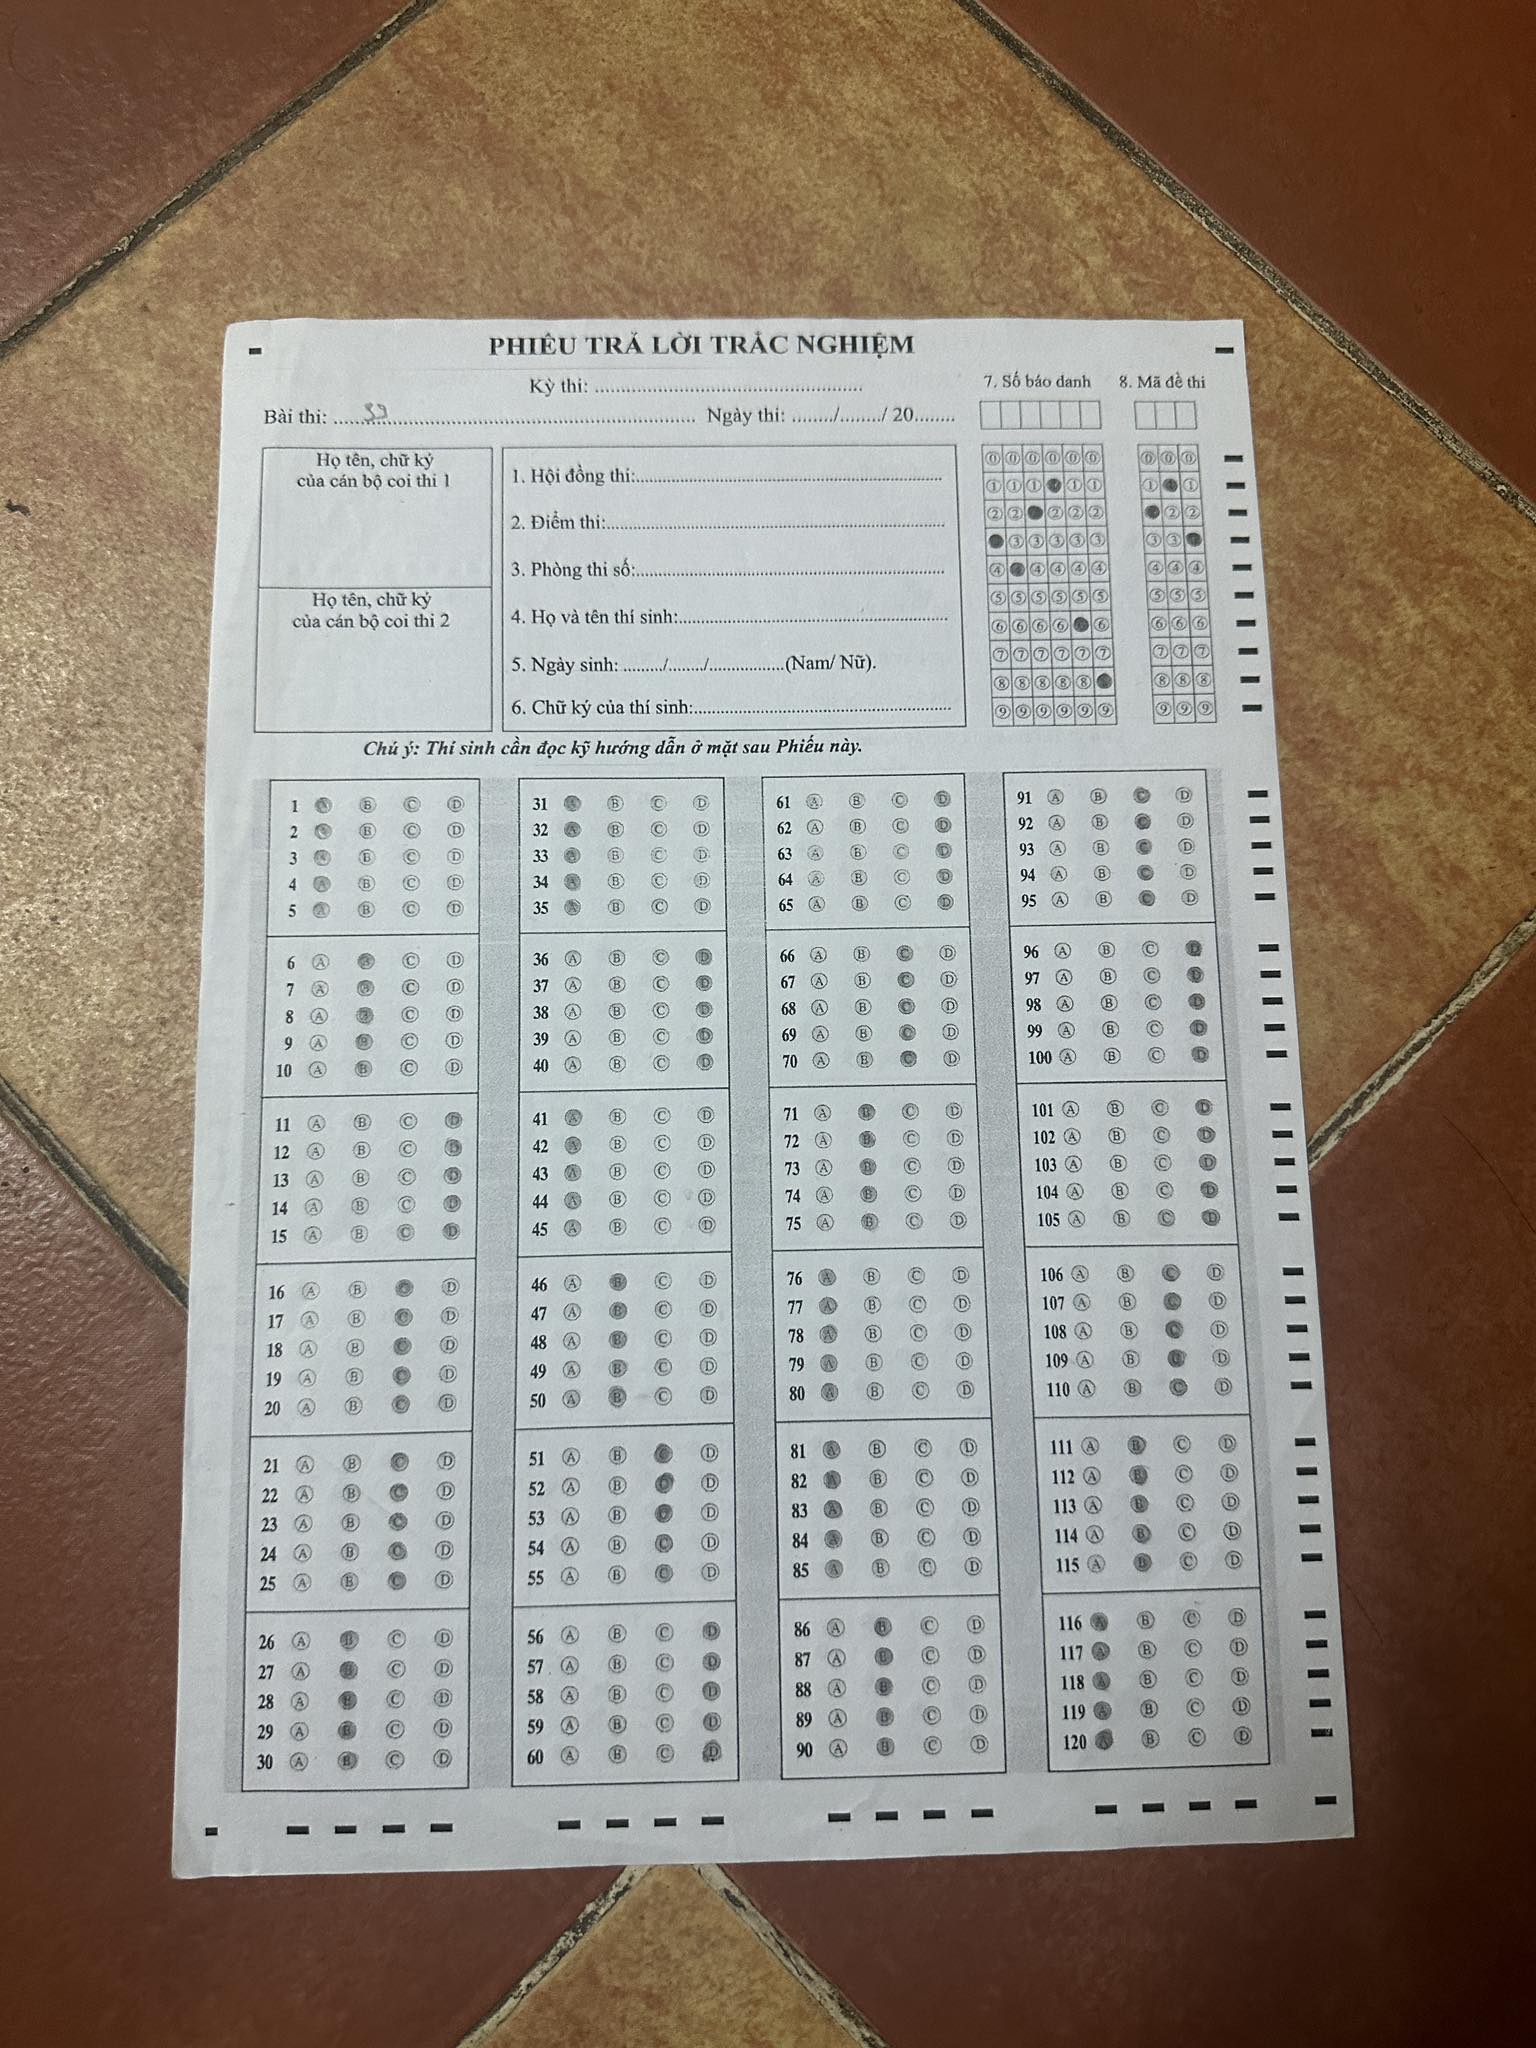 PHIẾU TRẢ LỜI TRẮC NGHIỆM
Kỳ thi: ....................................................
Bài thi: ......33............................................................ Ngày thi: ......../......../ 20........
7. Số báo danh
8. Mã đề thi
Họ tên, chữ ký
của cán bộ coi thi 1
Họ tên, chữ ký
của cán bộ coi thi 2
1. Hội đồng thi:............................................................
2. Điểm thi:............................................................
3. Phòng thi số:............................................................
4. Họ và tên thí sinh:....................................................
5. Ngày sinh: ......../......../...............(Nam/ Nữ).
6. Chữ ký của thí sinh:..................................................
0 0 0 0 0 0 0 0 0
1 1 1 1 1 1 1
2 2 2 2 2 2 2
3 3 3 3 3 3 3
4 4 4 4 4 4 4 4
5 5 5 5 5 5 5 5 5
6 6 6 6 6 6 6 6
7 7 7 7 7 7 7 7 7
8 8 8 8 8 8 8 8
9 9 9 9 9 9 9 9 9
Chú ý: Thí sinh cần đọc kỹ hướng dẫn ở mặt sau Phiếu này.
1 A B C D
2 B C D
3 A B C D
4 A B C D
5 A B C D
6 A B C D
7 A B C D
8 A B C D
9 A B C D
10 A B C D
11 A B C D
12 A B C D
13 A B C D
14 A B C D
15 A B C D
16 A B C D
17 A B C D
18 A B C D
19 A B C D
20 A B C D
21 A B C D
22 A B C D
23 A B C D
24 A B C D
25 A B C D
26 A B C D
27 A B C D
28 A B C D
29 A B C D
30 A B C D
31 A B C D
32 A B C D
33 A B C D
34 A B C D
35 A B C D
36 A B C D
37 A B C D
38 A B C D
39 A B C D
40 A B C D
41 A B C D
42 A B C D
43 A B C D
44 A B C D
45 A B C D
46 A B C D
47 A B C D
48 A B C D
49 A B C D
50 A B C D
51 A B C D
52 A B C D
53 A B C D
54 A B C D
55 A B C D
56 A B C D
57 A B C D
58 A B C D
59 A B C D
60 A B C D
61 A B C D
62 A B C D
63 A B C D
64 A B C D
65 A B C D
66 A B C D
67 A B C D
68 A B C D
69 A B C D
70 A B C D
71 A B C D
72 A B C D
73 A B C D
74 A B C D
75 A B C D
76 A B C D
77 A B C D
78 A B C D
79 A B C D
80 A B C D
81 A B C D
82 A B C D
83 A B C D
84 A B C D
85 A B C D
86 A B C D
87 A B C D
88 A B C D
89 A B C D
90 A B C D
91 A B C D
92 A B C D
93 A B C D
94 A B C D
95 A B C D
96 A B C D
97 A B C D
98 A B C D
99 A B C D
100 A B C D
101 A B C D
102 A B C D
103 A B C D
104 A B C D
105 A B C D
106 A B C D
107 A B C D
108 A B C D
109 A B C D
110 A B C D
111 A B C D
112 A B C D
113 A B C D
114 A B C D
115 A B C D
116 A B C D
117 A B C D
118 A B C D
119 A B C D
120 A B C D